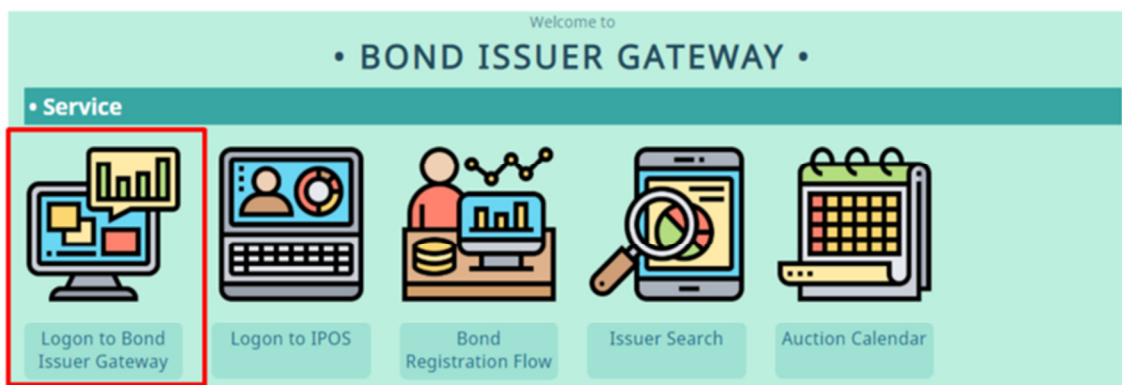 Welcome to
• BOND ISSUER GATEWAY •
• Service
Logon to Bond
Issuer Gateway
Logon to IPOS
Bond
Registration Flow
Issuer Search
Auction Calendar